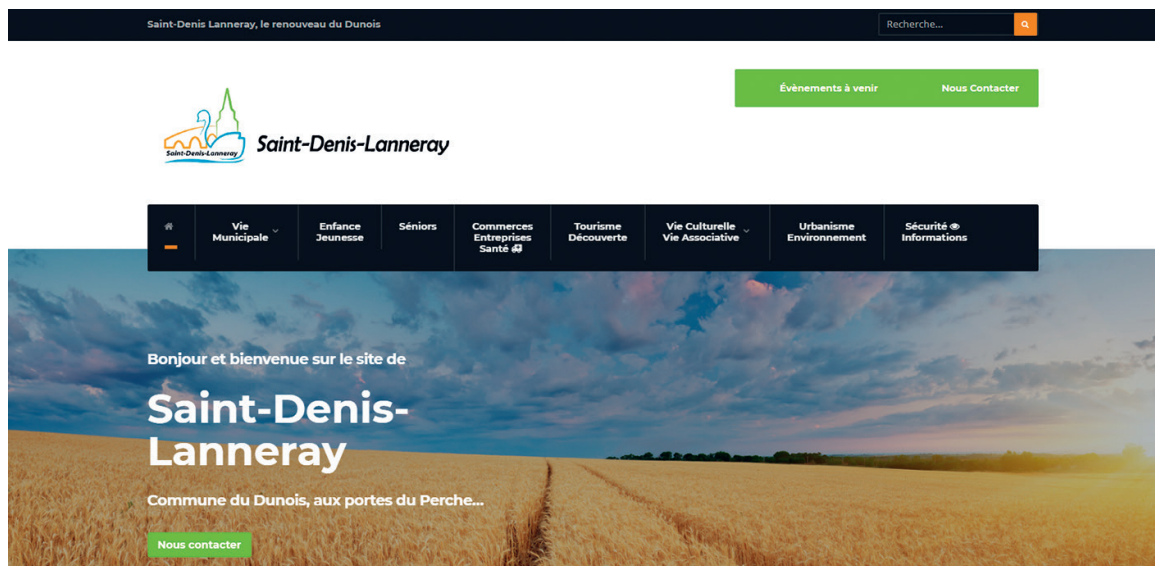 Saint-Denis Lanneray, le renouveau du Dunois
Recherche...
Évènements à venir
Nous Contacter
Saint-Denis-Lanneray
Saint-Denis-Lanneray
Vie
Municipale
Enfance
Jeunesse
Séniors
Commerces
Entreprises
Santé
Tourisme
Découverte
Vie Culturelle
Vie Associative
Urbanisme
Environnement
Sécurité
Informations
Bonjour et bienvenue sur le site de
Saint-Denis-
Lanneray
Commune du Dunois, aux portes du Perche...
Nous contacter